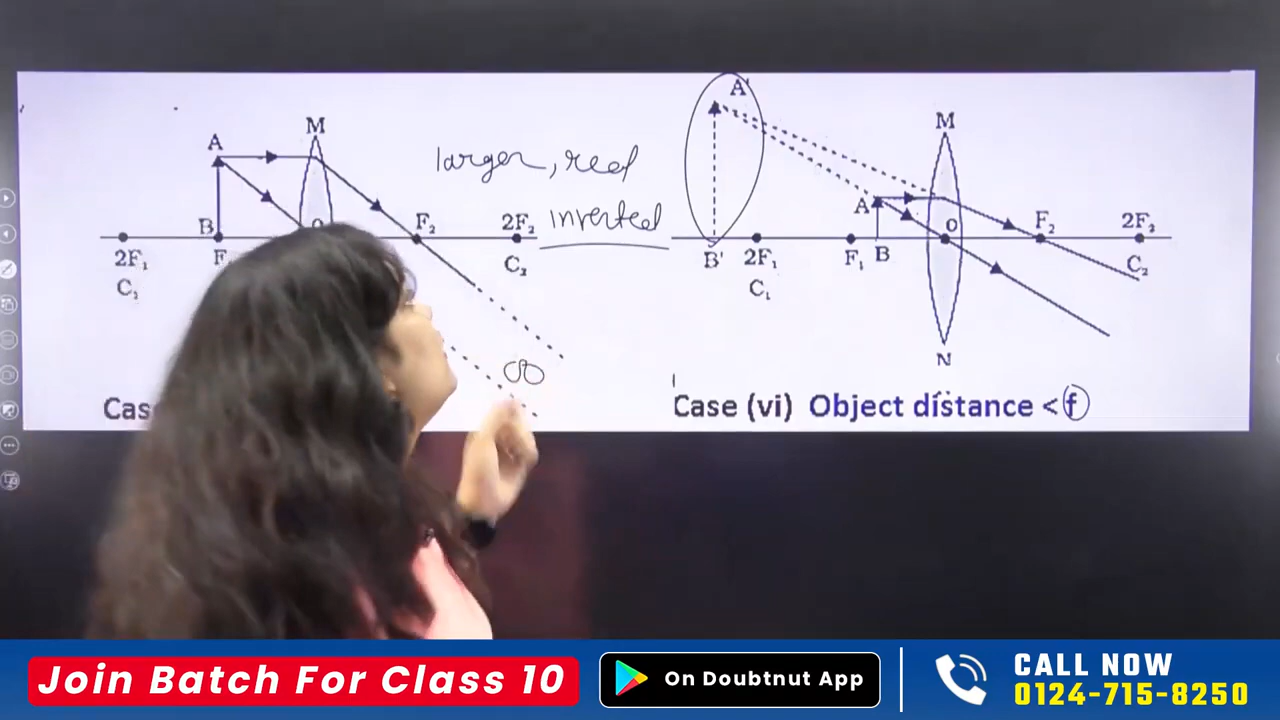 M
A
B
F
F₂
2F₂
2F₁
C₁
C₂
larger, real
inverted
∞
Cas
A'
M
A
O
F₂
2F₂
B'
2F₁
F₁
B
C₁
C₂
N
Case (vi) Object distance < f
Join Batch For Class 10
On Doubtnut App
CALL NOW
0124-715-8250